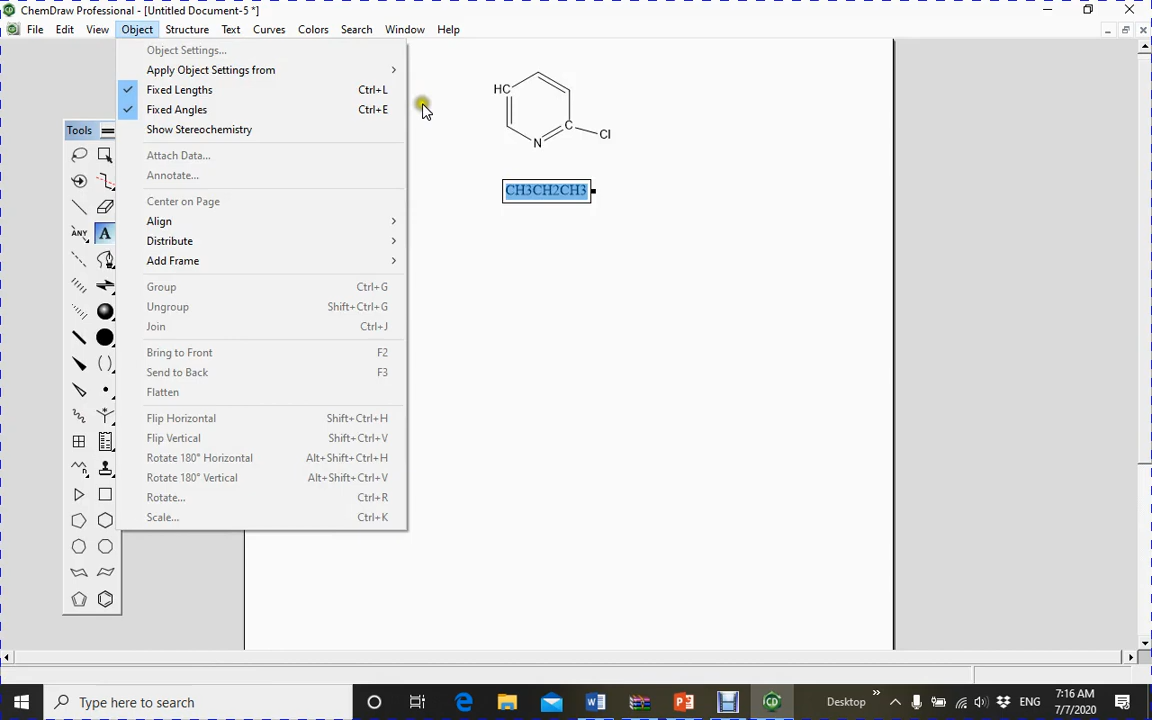 ChemDraw Professional - [Untitled Document-5 *]
File Edit View Object Structure Text Curves Colors Search Window Help
Object Settings...
Apply Object Settings from
Fixed Lengths Ctrl+L
Fixed Angles Ctrl+E
Show Stereochemistry
Attach Data...
Annotate...
Center on Page
Align
Distribute
Add Frame
Group Ctrl+G
Ungroup Shift+Ctrl+G
Join Ctrl+J
Bring to Front F2
Send to Back F3
Flatten
Flip Horizontal Shift+Ctrl+H
Flip Vertical Shift+Ctrl+V
Rotate 180° Horizontal Alt+Shift+Ctrl+H
Rotate 180° Vertical Alt+Shift+Ctrl+V
Rotate... Ctrl+R
Scale... Ctrl+K
Tools
ANY
A
HC
C
Cl
N
CH3CH2CH3
Type here to search
Desktop
ENG
7:16 AM
7/7/2020